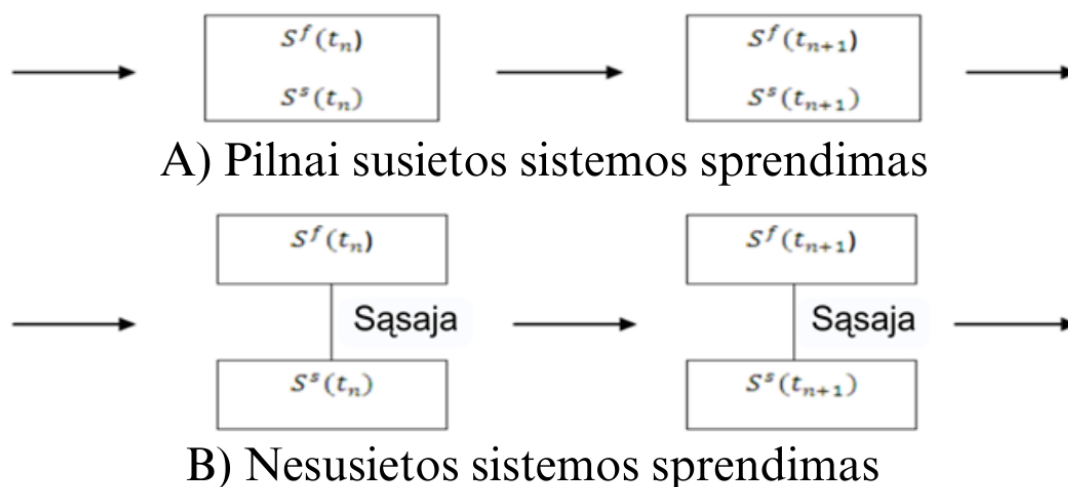 S^f(t_n) S^f(t_{n+1})
S^s(t_n) S^s(t_{n+1})
A) Pilnai susietos sistemos sprendimas
S^f(t_n) S^f(t_{n+1})
Sąsaja Sąsaja
S^s(t_n) S^s(t_{n+1})
B) Nesusietos sistemos sprendimas